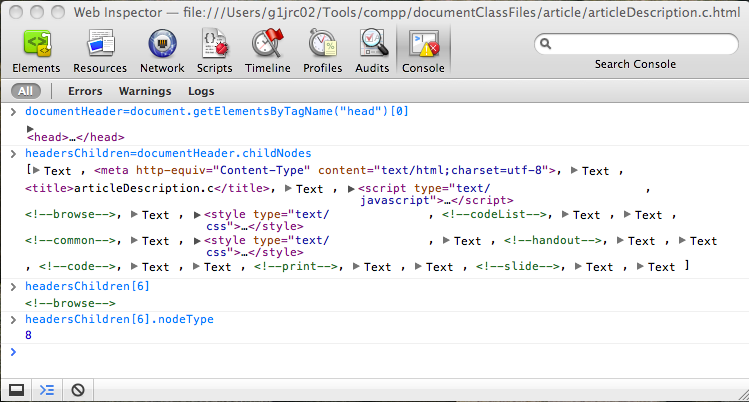 Web Inspector — file:///Users/g1jrc02/Tools/compp/documentClassFiles/article/articleDescription.c.html
Elements Resources Network Scripts Timeline Profiles Audits Console Search Console
All Errors Warnings Logs
documentHeader=document.getElementsByTagName("head")[0]
<head>…</head>
headersChildren=documentHeader.childNodes
[▶Text , <meta http-equiv="Content-Type" content="text/html;charset=utf-8">, ▶Text ,
<title>articleDescription.c</title>, ▶Text , ▶<script type="text/ ,
javascript">…</script>
<!--browse-->, ▶Text , ▶<style type="text/ , <!--codeList-->, ▶Text , ▶Text ,
css">…</style>
<!--common-->, ▶Text , ▶<style type="text/ , ▶Text , <!--handout-->, ▶Text , ▶Text
css">…</style>
, <!--code-->, ▶Text , ▶Text , <!--print-->, ▶Text , ▶Text , <!--slide-->, ▶Text , ▶Text ]
headersChildren[6]
<!--browse-->
headersChildren[6].nodeType
8